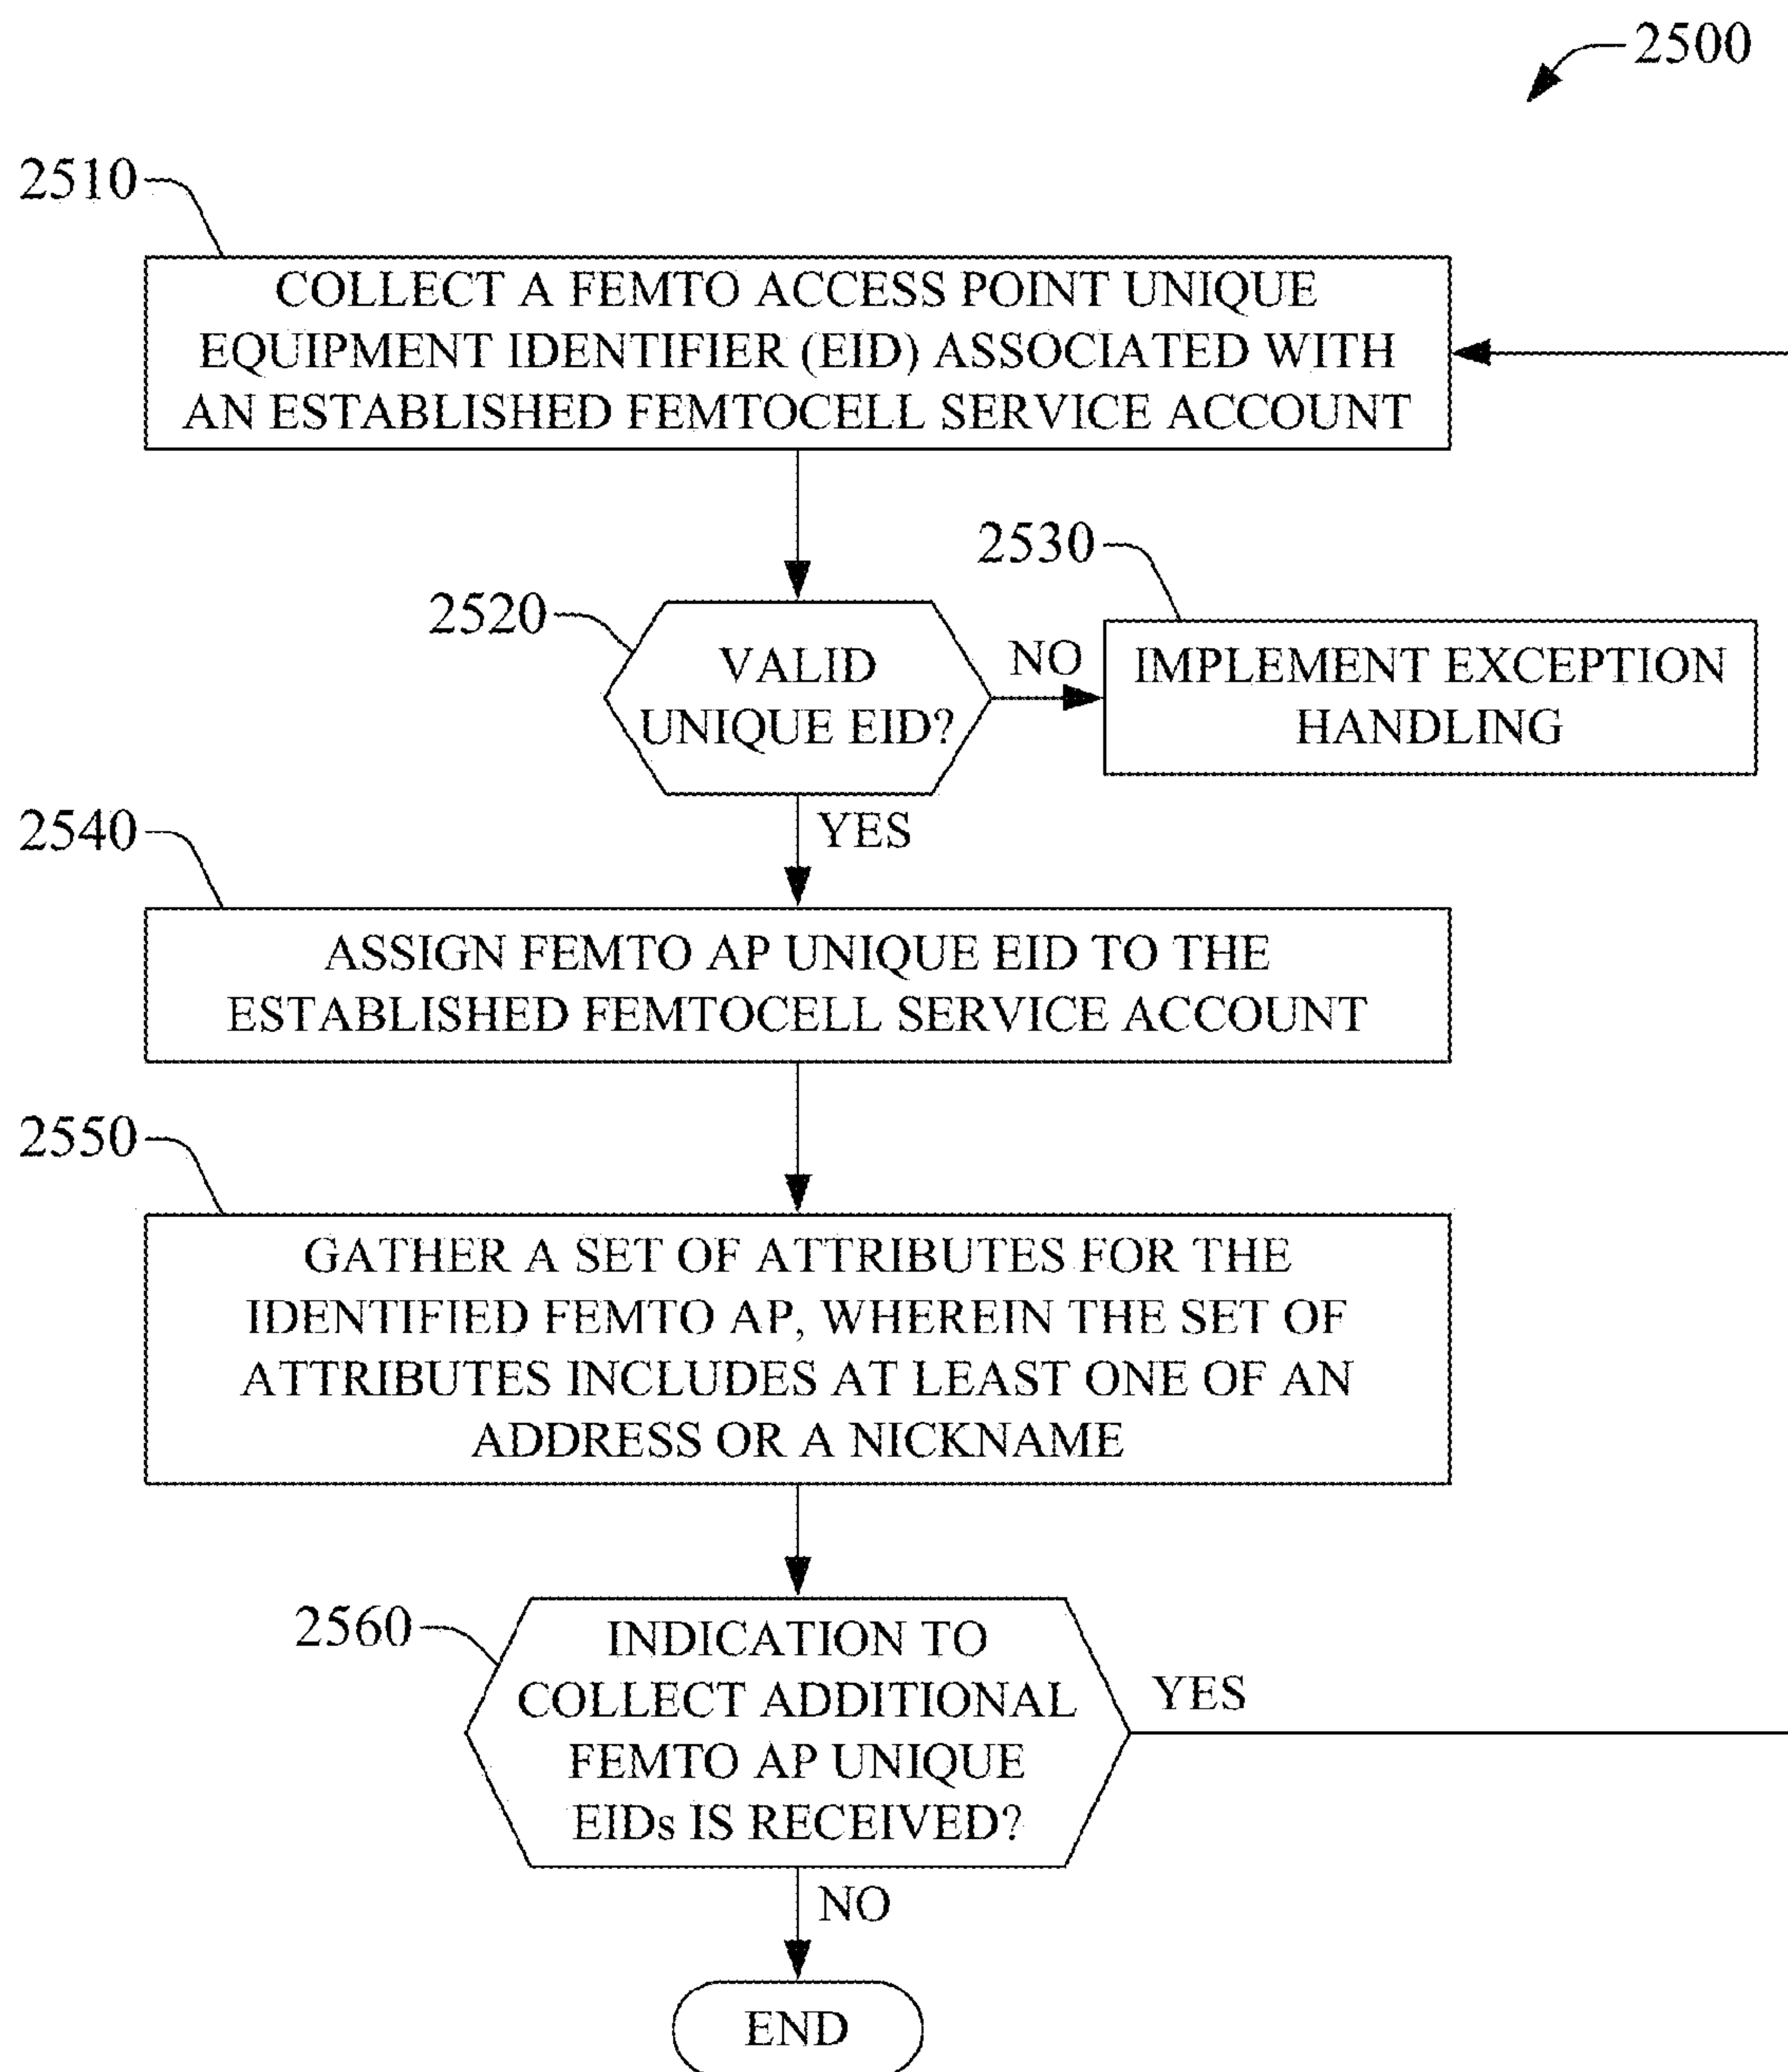 2500
2510
COLLECT A FEMTO ACCESS POINT UNIQUE
EQUIPMENT IDENTIFIER (EID) ASSOCIATED WITH
AN ESTABLISHED FEMTOCELL SERVICE ACCOUNT
2530
2520
VALID
UNIQUE EID?
NO
IMPLEMENT EXCEPTION
HANDLING
YES
2540
ASSIGN FEMTO AP UNIQUE EID TO THE
ESTABLISHED FEMTOCELL SERVICE ACCOUNT
2550
GATHER A SET OF ATTRIBUTES FOR THE
IDENTIFIED FEMTO AP, WHEREIN THE SET OF
ATTRIBUTES INCLUDES AT LEAST ONE OF AN
ADDRESS OR A NICKNAME
2560
INDICATION TO
COLLECT ADDITIONAL
FEMTO AP UNIQUE
EIDs IS RECEIVED?
YES
NO
END